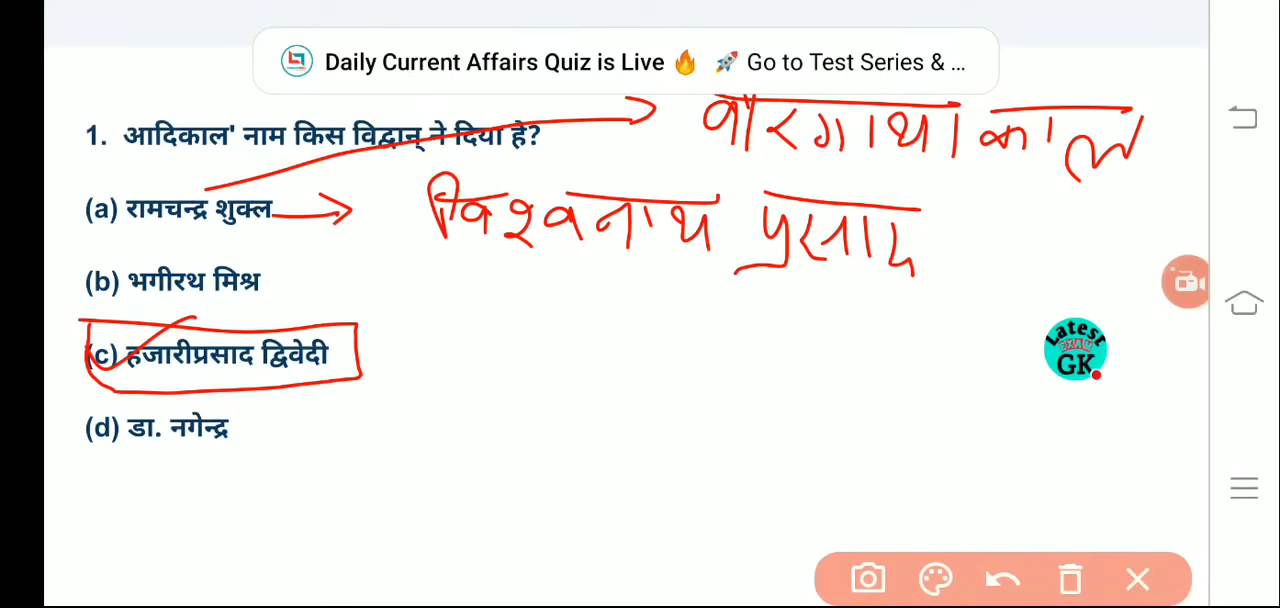 Daily Current Affairs Quiz is Live 🔥 🚀 Go to Test Series & ...
वीरगाथा काल
1. आदिकाल' नाम किस विद्वान् ने दिया है?
(a) रामचन्द्र शुक्ल
विश्वनाथ प्रसाद
(b) भगीरथ मिश्र
(c) हजारीप्रसाद द्विवेदी
(d) डा. नगेन्द्र
Latest
EXAM
GK